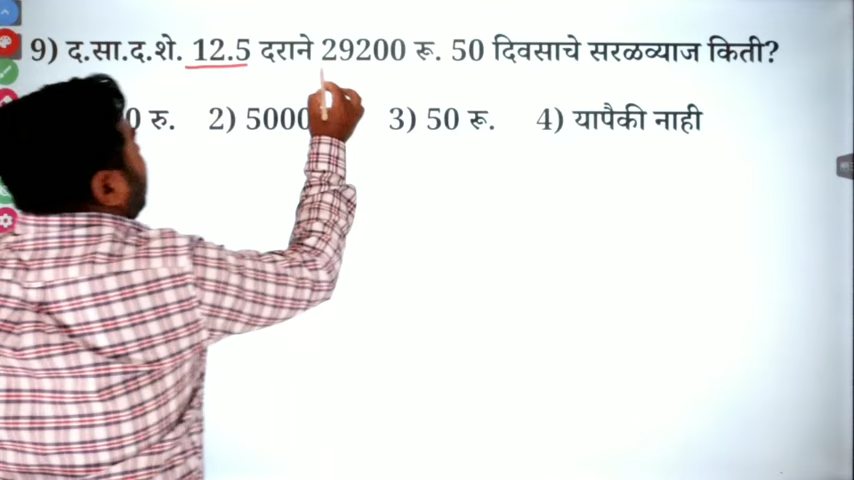 9) द.सा.द.शे. 12.5 दराने 29200 रू. 50 दिवसाचे सरळव्याज किती?
0 रु. 2) 5000 3) 50 रू. 4) यापैकी नाही